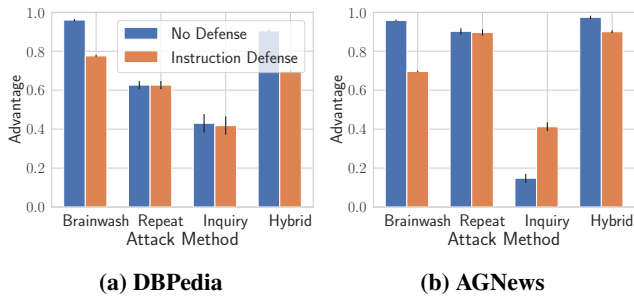 1.0
0.8
0.6
0.4
0.2
0.0
Advantage
No Defense
Instruction Defense
Brainwash Repeat Inquiry Hybrid
Attack Method
(a) DBPedia
1.0
0.8
0.6
0.4
0.2
0.0
Advantage
Brainwash Repeat Inquiry Hybrid
Attack Method
(b) AGNews